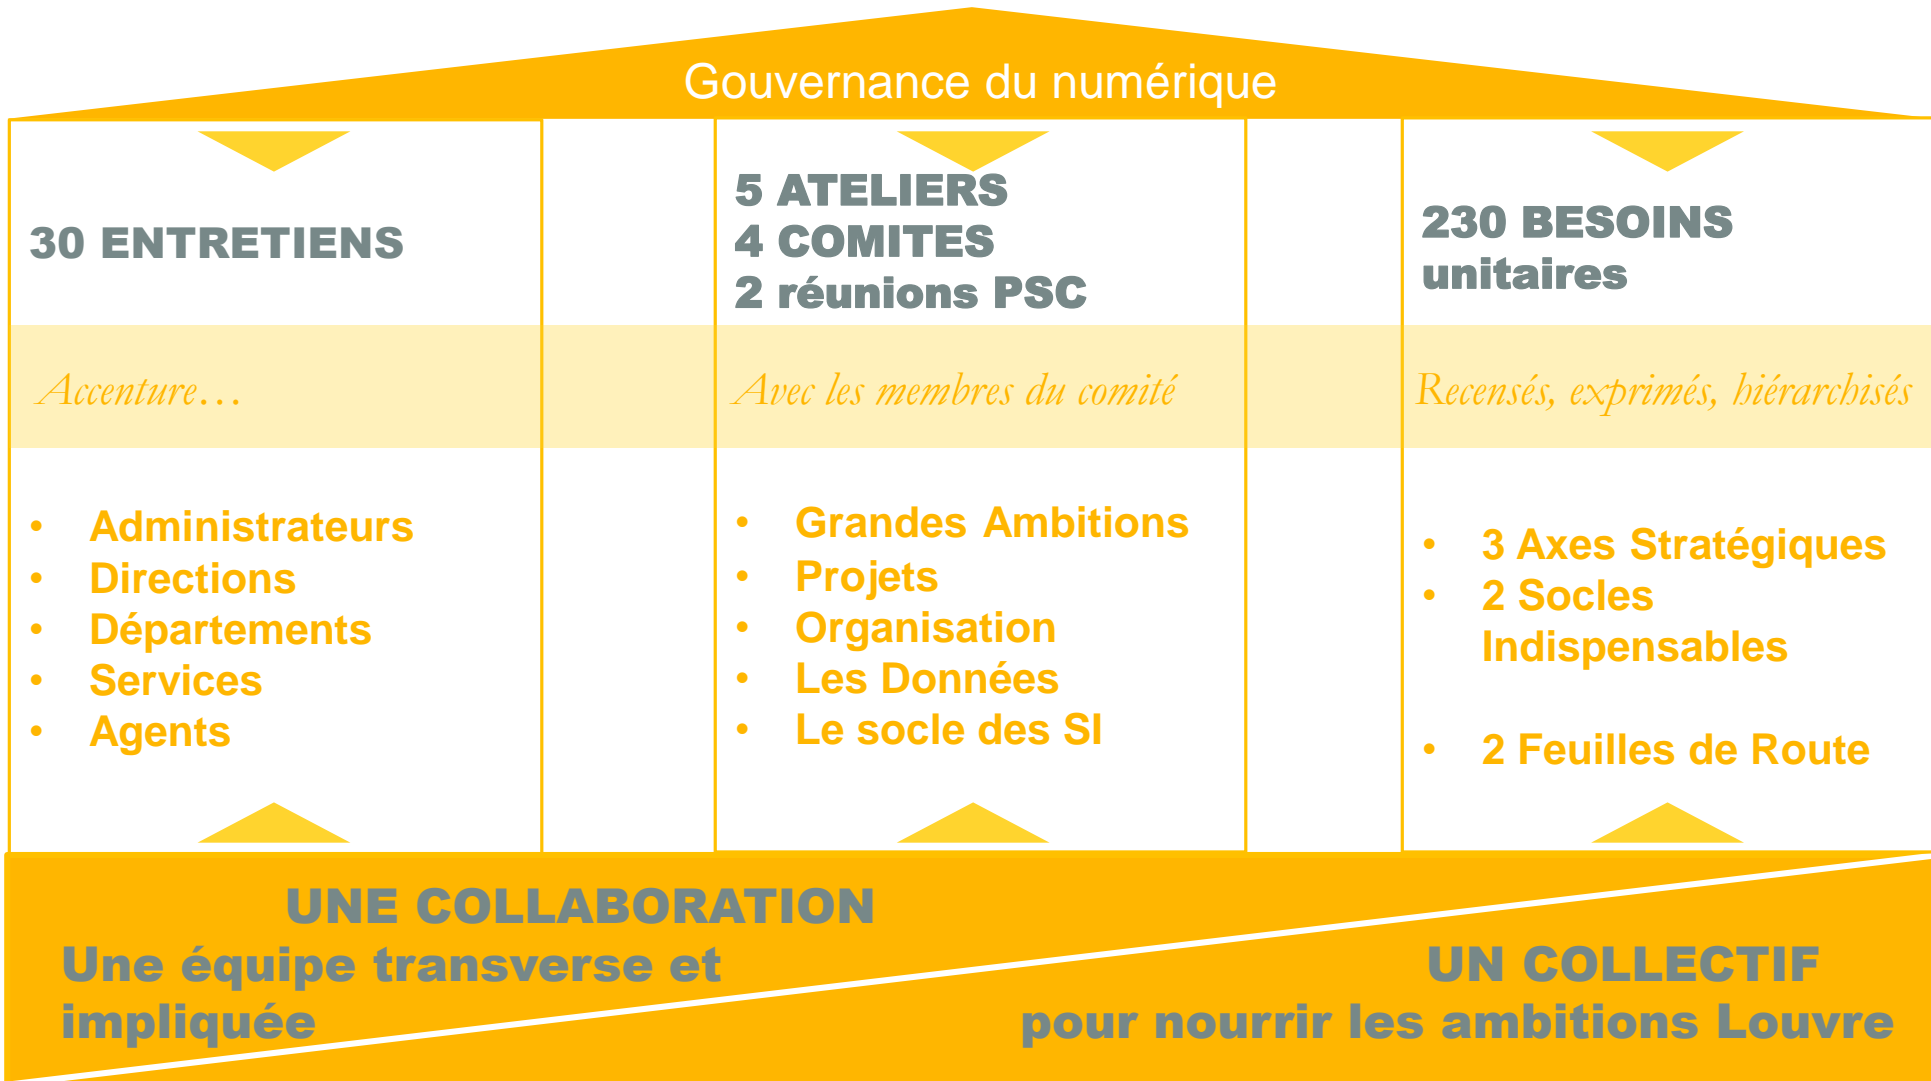 Gouvernance du numérique
30 ENTRETIENS
Accenture…
• Administrateurs
• Directions
• Départements
• Services
• Agents
5 ATELIERS
4 COMITES
2 réunions PSC
Avec les membres du comité
• Grandes Ambitions
• Projets
• Organisation
• Les Données
• Le socle des SI
230 BESOINS
unitaires
Recensés, exprimés, hiérarchisés
• 3 Axes Stratégiques
• 2 Socles
Indispensables
• 2 Feuilles de Route
UNE COLLABORATION
Une équipe transverse et
impliquée
UN COLLECTIF
pour nourrir les ambitions Louvre